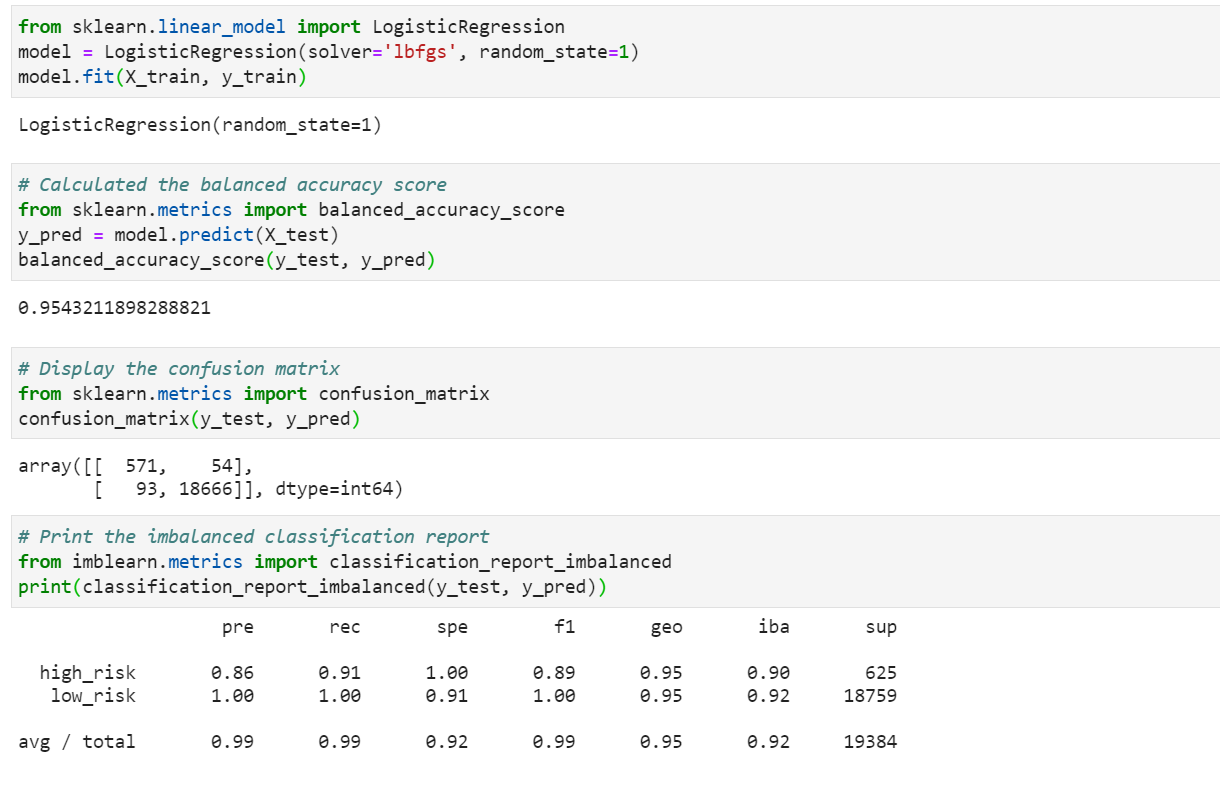 from sklearn.linear_model import LogisticRegression
model = LogisticRegression(solver='lbfgs', random_state=1)
model.fit(X_train, y_train)
LogisticRegression(random_state=1)
# Calculated the balanced accuracy score
from sklearn.metrics import balanced_accuracy_score
y_pred = model.predict(X_test)
balanced_accuracy_score(y_test, y_pred)
0.9543211898288821
# Display the confusion matrix
from sklearn.metrics import confusion_matrix
confusion_matrix(y_test, y_pred)
array([[  571,    54],
       [   93, 18666]], dtype=int64)
# Print the imbalanced classification report
from imblearn.metrics import classification_report_imbalanced
print(classification_report_imbalanced(y_test, y_pred))
                   pre       rec       spe        f1       geo       iba       sup
  high_risk       0.86      0.91      1.00      0.89      0.95      0.90       625
   low_risk       1.00      1.00      0.91      1.00      0.95      0.92     18759
avg / total       0.99      0.99      0.92      0.99      0.95      0.92     19384